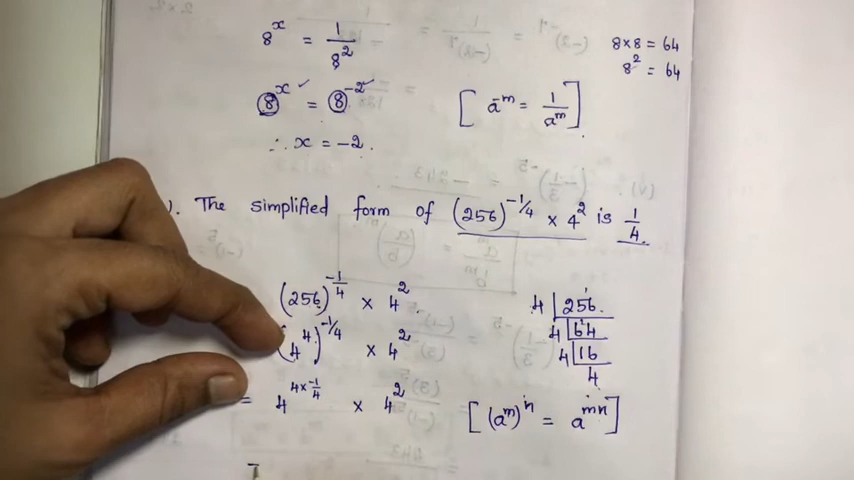 8^x = 1/8^2
8×8 = 64
8^2 = 64
8^x ✓ = 8^-2 ✓
[a^-m = 1/a^m].
∴ x = -2.
). The simplified form of (256)^-1/4 × 4^2 is 1/4.
(256)^-1/4 × 4^2.
(4^4)^-1/4 × 4^2
= 4^4×-1/4 × 4^2
4 | 256.
4 | 64
4 | 16
4
[(a^m)^n = a^mn]